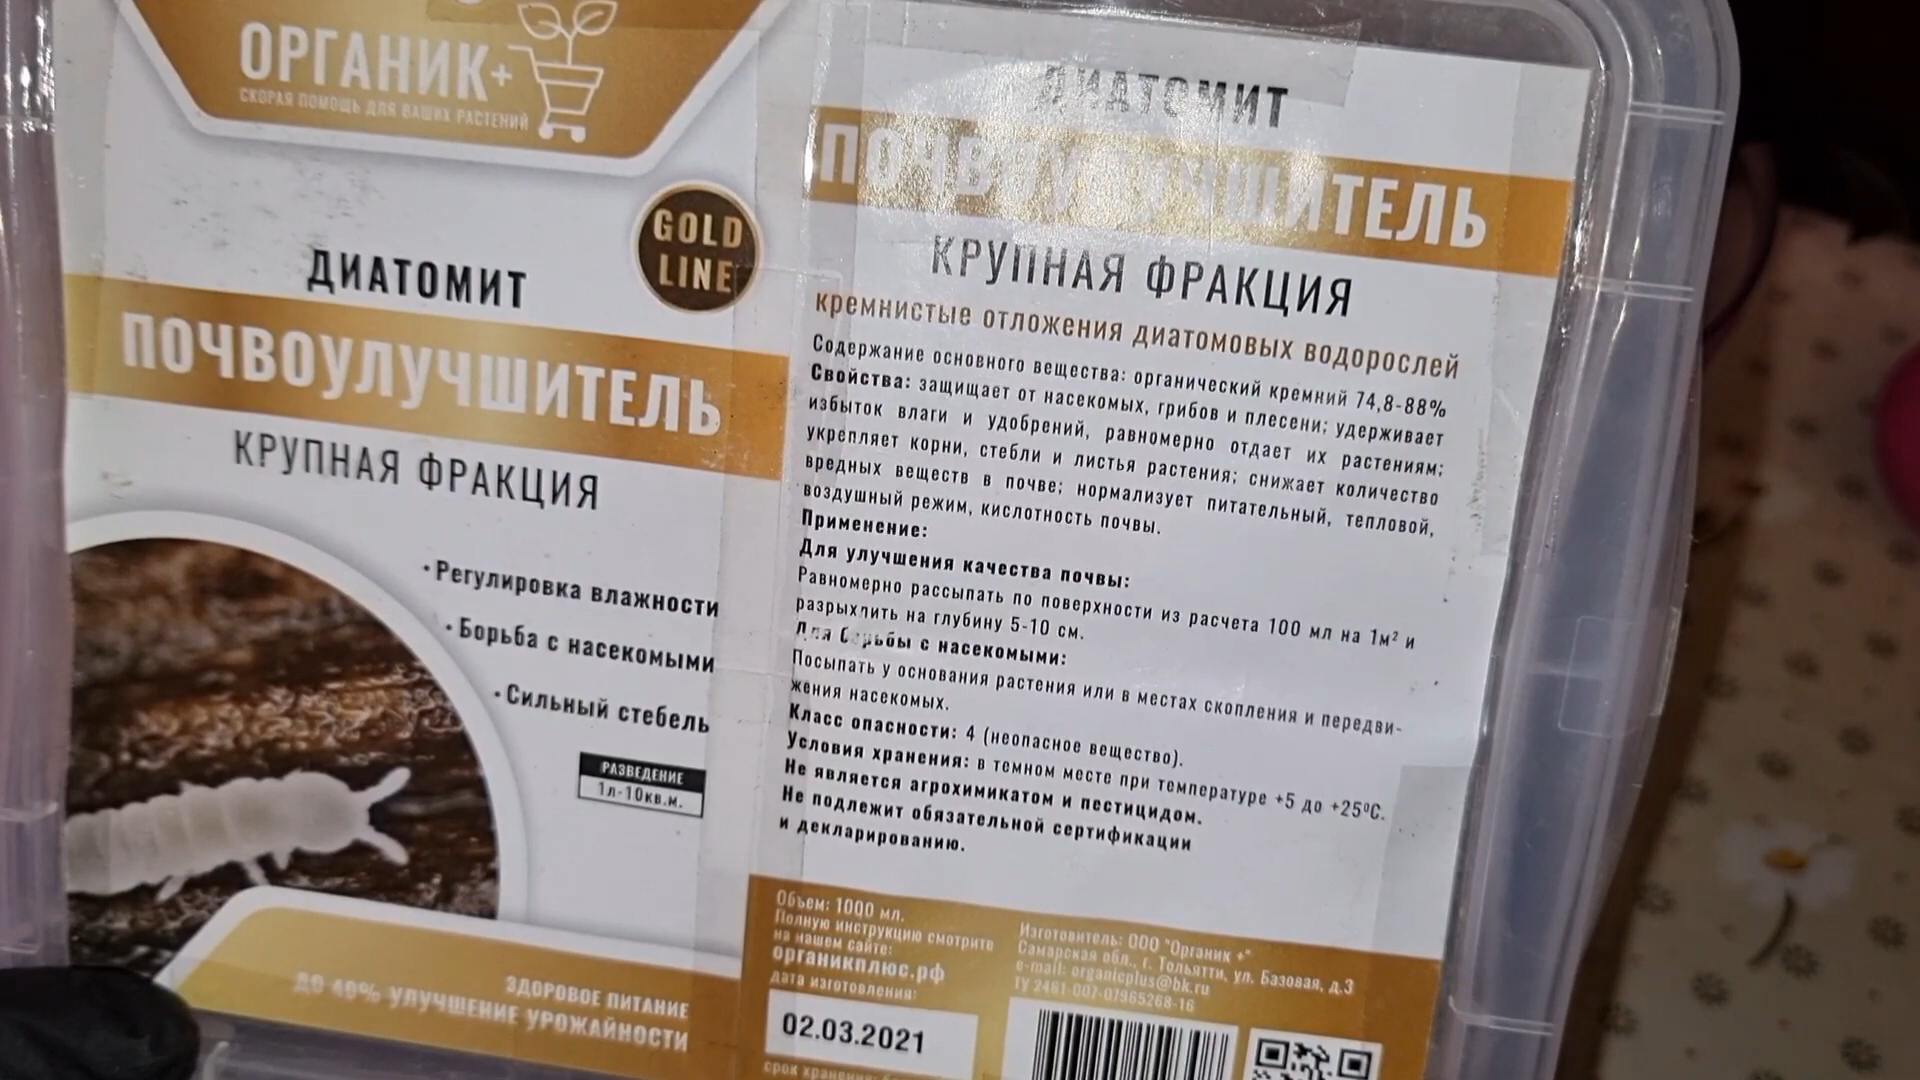 ОРГАНИК+
СКОРАЯ ПОМОЩЬ ДЛЯ ВАШИХ РАСТЕНИЙ
GOLD
LINE
ДИАТОМИТ
ПОЧВОУЛУЧШИТЕЛЬ
КРУПНАЯ ФРАКЦИЯ
• Регулировка влажности
• Борьба с насекомыми
• Сильный стебель
РАЗВЕДЕНИЕ
1л-10кв.м.
ЗДОРОВОЕ ПИТАНИЕ
ДО 40% УЛУЧШЕНИЕ УРОЖАЙНОСТИ
ДИАТОМИТ
ПОЧВОУЛУЧШИТЕЛЬ
КРУПНАЯ ФРАКЦИЯ
кремнистые отложения диатомовых водорослей
Содержание основного вещества: органический кремний 74,8-88%
Свойства: защищает от насекомых, грибов и плесени; удерживает
избыток влаги и удобрений, равномерно отдает их растениям;
укрепляет корни, стебли и листья растения; снижает количество
вредных веществ в почве; нормализует питательный, тепловой,
воздушный режим, кислотность почвы.
Применение:
Для улучшения качества почвы:
Равномерно рассыпать по поверхности из расчета 100 мл на 1м² и
разрыхлить на глубину 5-10 см.
Для борьбы с насекомыми:
Посыпать у основания растения или в местах скопления и передви-
жения насекомых.
Класс опасности: 4 (неопасное вещество).
Условия хранения: в темном месте при температуре +5 до +25ºС.
Не является агрохимикатом и пестицидом.
Не подлежит обязательной сертификации
и декларированию.
Объем: 1000 мл.
Полную инструкцию смотрите
на нашем сайте:
органикплюс.рф
дата изготовления:
02.03.2021
срок хранения:
Изготовитель: ООО "Органик +"
Самарская обл., г. Тольятти, ул. Базовая, д.3
e-mail: organicplus@bk.ru
ТУ 2461-007-07965268-16